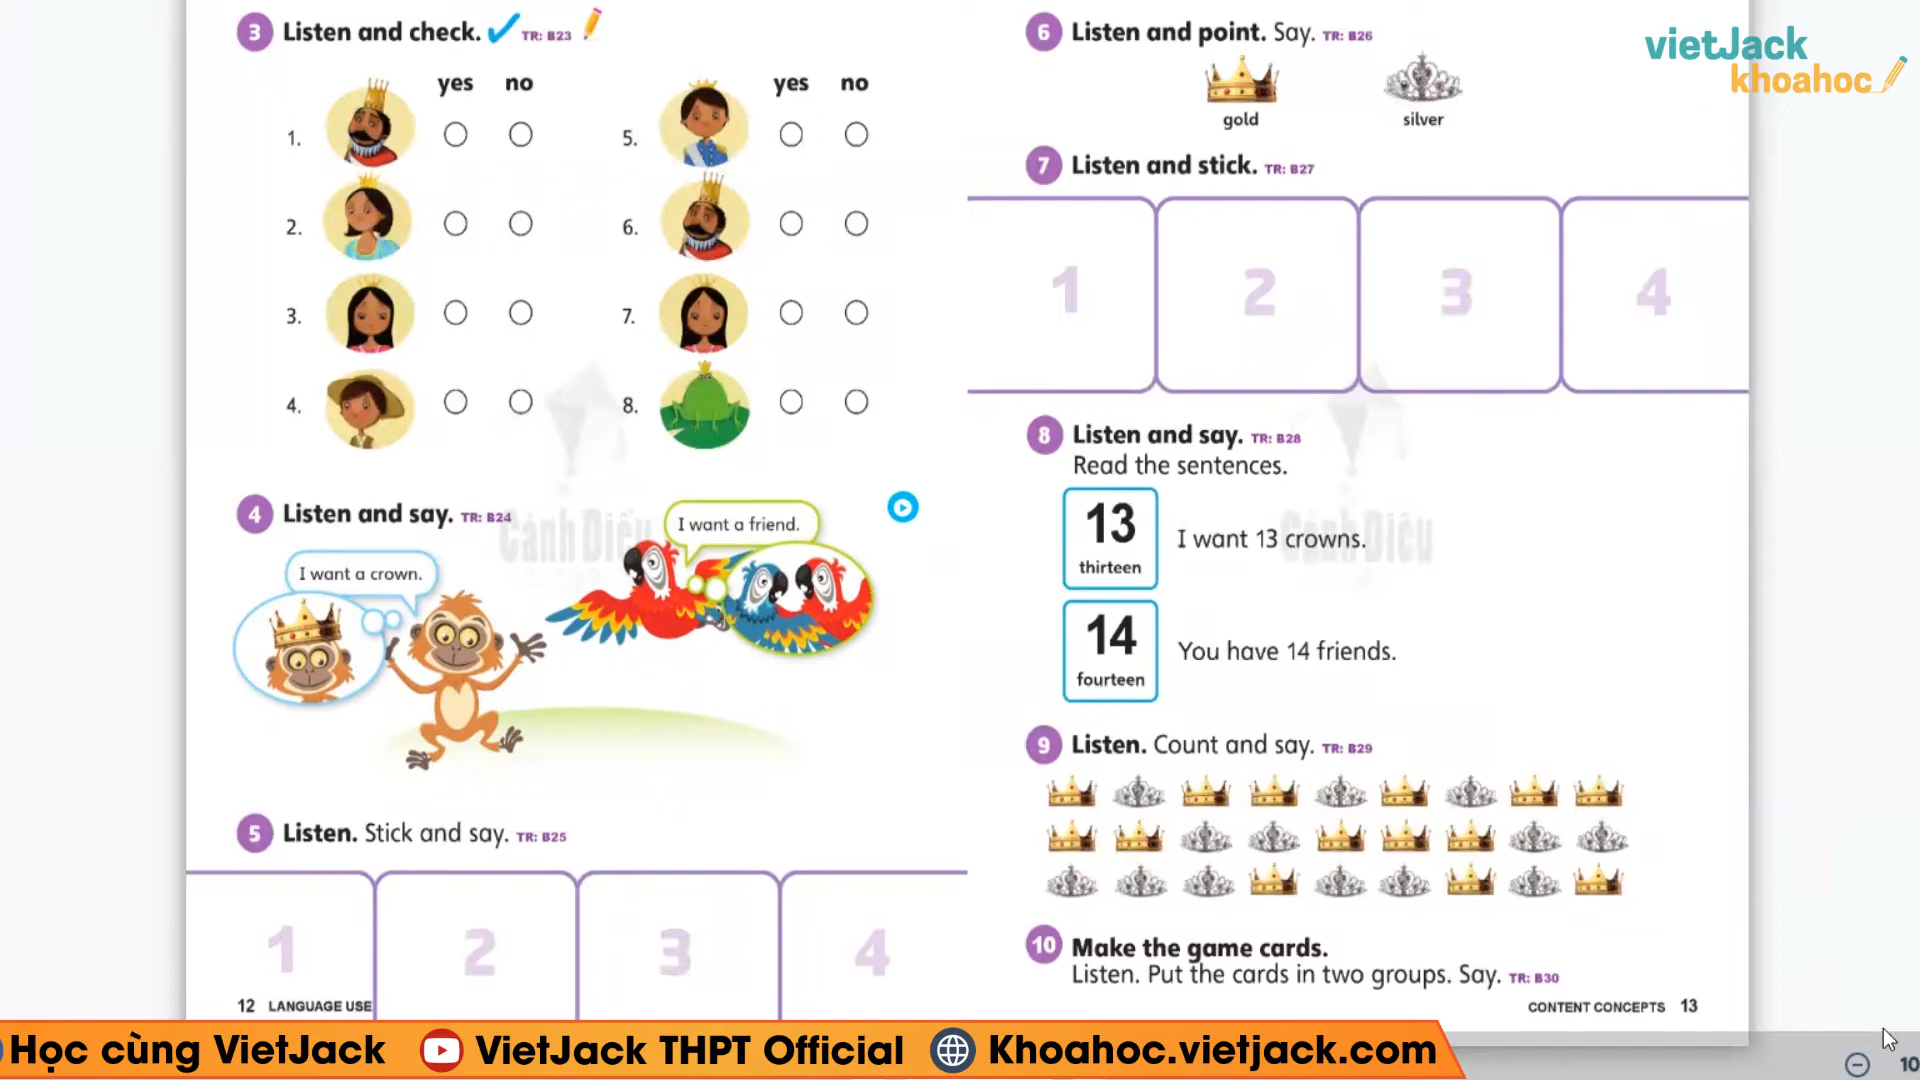 3 Listen and check. TR: B23
yes no yes no
1.
2.
3.
4.
5.
6.
7.
8.
4 Listen and say. TR: B24
I want a crown.
I want a friend.
5 Listen. Stick and say. TR: B25
1 2 3 4
12 LANGUAGE USE
6 Listen and point. Say. TR: B26
gold silver
7 Listen and stick. TR: B27
1 2 3 4
8 Listen and say. TR: B28
Read the sentences.
13
thirteen
I want 13 crowns.
14
fourteen
You have 14 friends.
9 Listen. Count and say. TR: B29
10 Make the game cards.
Listen. Put the cards in two groups. Say. TR: B30
CONTENT CONCEPTS 13
Cánh Diều
Cánh Diều
vietJack
khoahoc
Học cùng VietJack VietJack THPT Official Khoahoc.vietjack.com
10